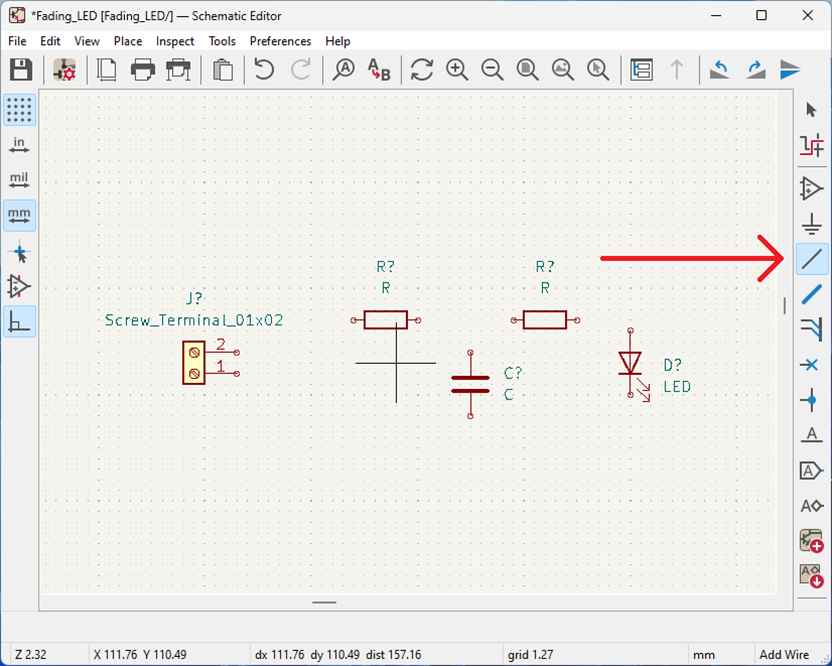 *Fading_LED [Fading_LED/] — Schematic Editor
File Edit View Place Inspect Tools Preferences Help
A
A B
in
mil
mm
R? R?
R R
J?
Screw_Terminal_01x02
2
1
C?
C
D?
LED
A
A
A
A
Z 2.32 X 111.76 Y 110.49 dx 111.76 dy 110.49 dist 157.16 grid 1.27 mm Add Wire